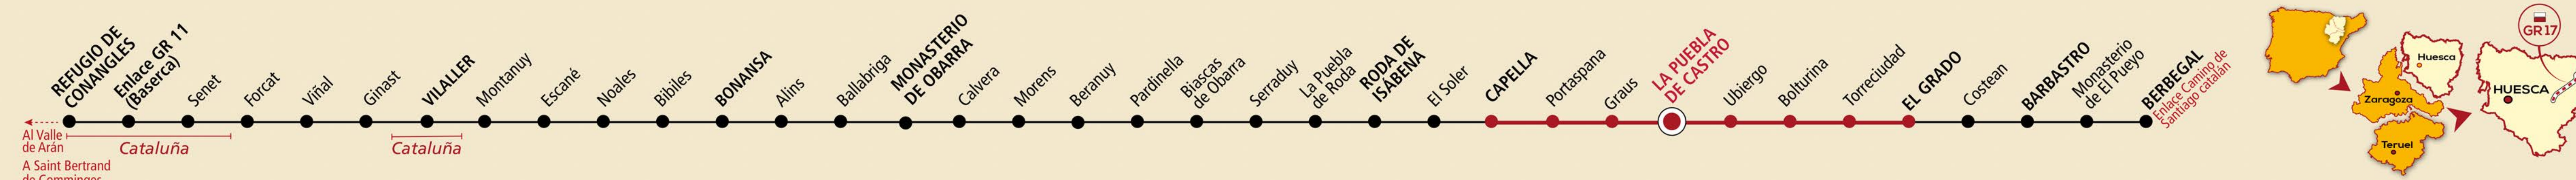 REFUGIO DE
CONANGLES
Enlace GR 11
(Baserca)
Senet
Forcat
Viñal
Ginast
VILALLER
Montanuy
Escané
Noales
Bibiles
BONANSA
Alins
Ballabriga
MONASTERIO
DE OBARRA
Calvera
Morens
Beranuy
Pardinella
Biascas
de Obarra
Serraduy
La Puebla
de Roda
RODA DE
ISABENA
El Soler
CAPELLA
Portaspana
Graus
LA PUEBLA
DE CASTRO
Ubiergo
Bolturina
Torreciudad
EL GRADO
Costean
BARBASTRO
Monasterio
de El Pueyo
BERBEGAL
Enlace Camino de
Santiago catalán
Al Valle
de Arán
Cataluña
Cataluña
A Saint Bertrand
de Comminges
Huesca
Zaragoza
Teruel
GR 17
HUESCA